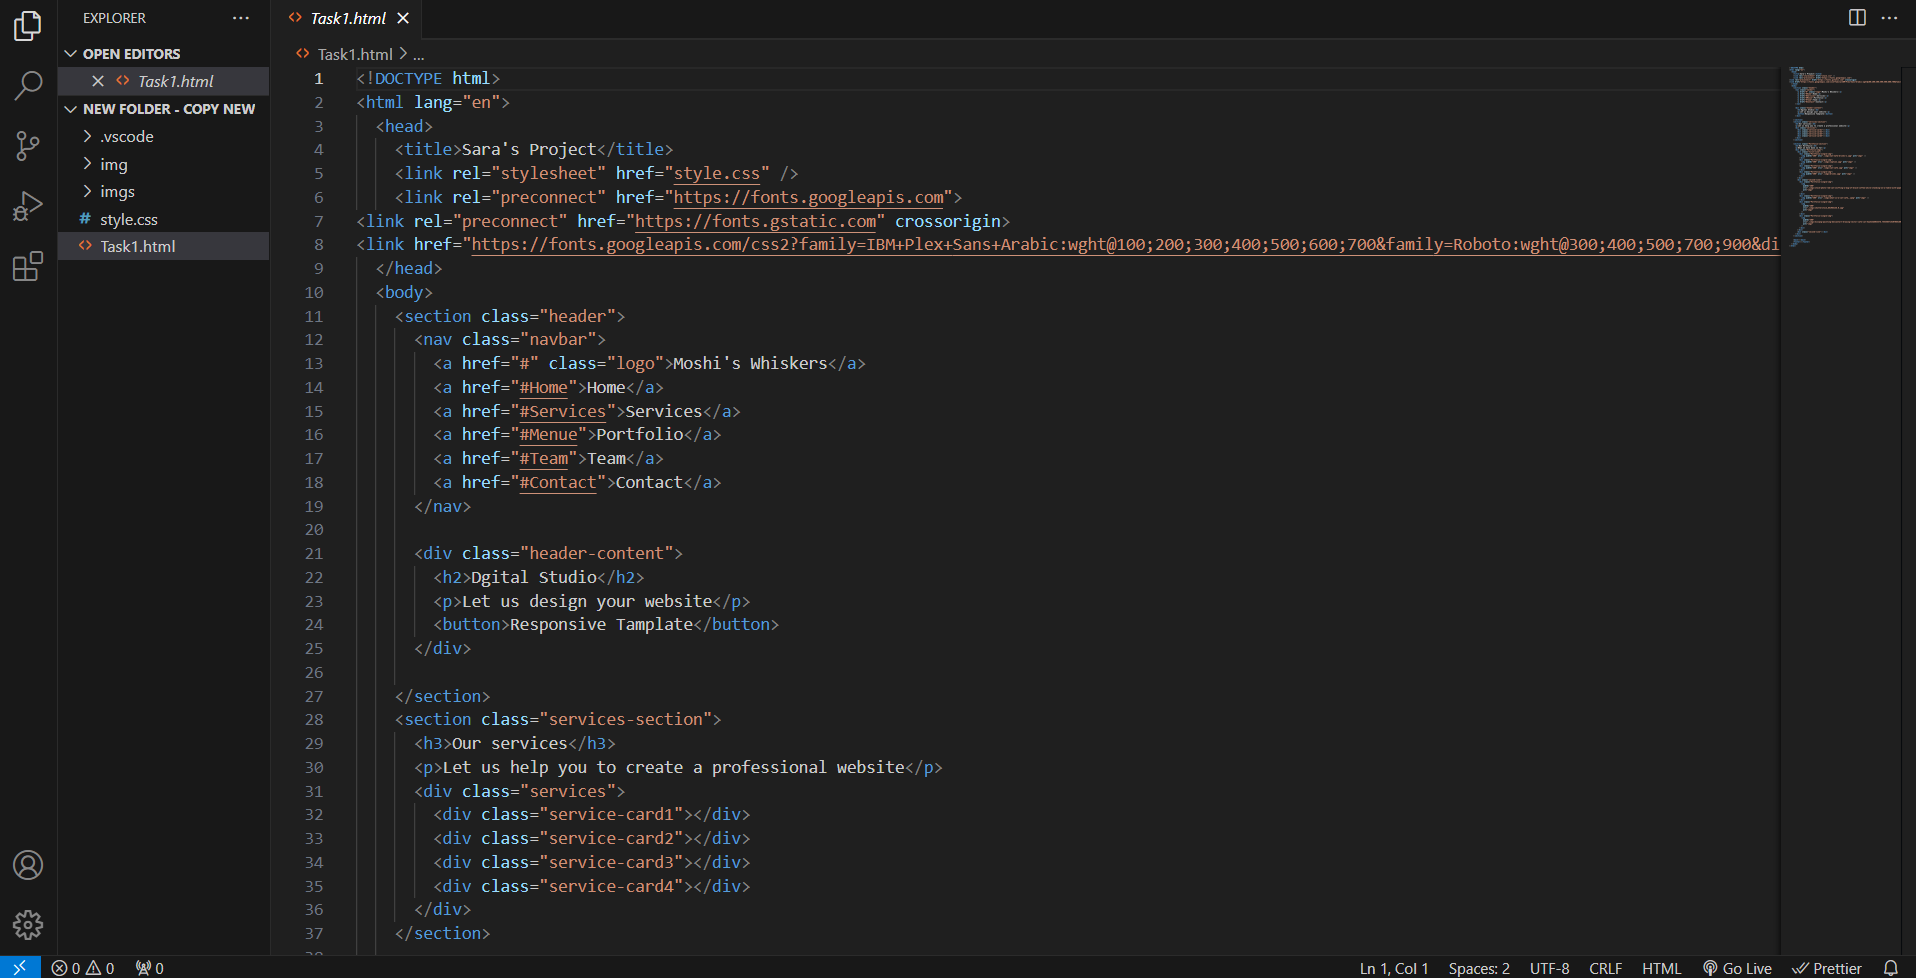 EXPLORER
OPEN EDITORS
Task1.html
NEW FOLDER - COPY NEW
.vscode
img
imgs
# style.css
Task1.html
Task1.html
Task1.html > ...
1 <!DOCTYPE html>
2 <html lang="en">
3 <head>
4 <title>Sara's Project</title>
5 <link rel="stylesheet" href="style.css" />
6 <link rel="preconnect" href="https://fonts.googleapis.com">
7 <link rel="preconnect" href="https://fonts.gstatic.com" crossorigin>
8 <link href="https://fonts.googleapis.com/css2?family=IBM+Plex+Sans+Arabic:wght@100;200;300;400;500;600;700&family=Roboto:wght@300;400;500;700;900&di
9 </head>
10 <body>
11 <section class="header">
12 <nav class="navbar">
13 <a href="#" class="logo">Moshi's Whiskers</a>
14 <a href="#Home">Home</a>
15 <a href="#Services">Services</a>
16 <a href="#Menue">Portfolio</a>
17 <a href="#Team">Team</a>
18 <a href="#Contact">Contact</a>
19 </nav>
20
21 <div class="header-content">
22 <h2>Dgital Studio</h2>
23 <p>Let us design your website</p>
24 <button>Responsive Tamplate</button>
25 </div>
26
27 </section>
28 <section class="services-section">
29 <h3>Our services</h3>
30 <p>Let us help you to create a professional website</p>
31 <div class="services">
32 <div class="service-card1"></div>
33 <div class="service-card2"></div>
34 <div class="service-card3"></div>
35 <div class="service-card4"></div>
36 </div>
37 </section>
0 0 0 Ln 1, Col 1 Spaces: 2 UTF-8 CRLF HTML Go Live Prettier